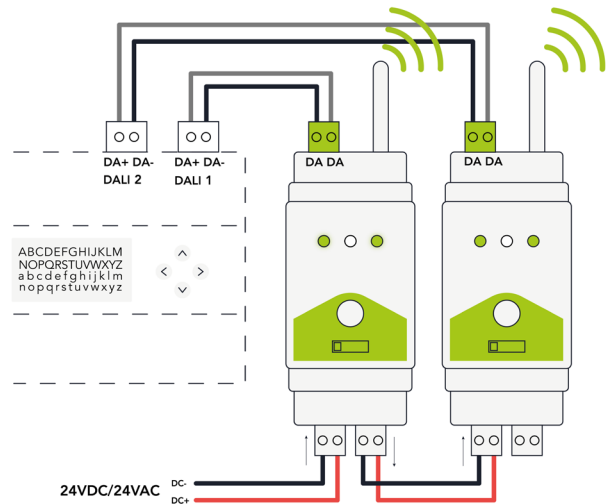 DA+ DA- DA+ DA- DA DA DA DA
DALI 2 DALI 1
ABCDEFGHIJKLM
NOPQRSTUVWXYZ
abcdefghijklm
nopqrstuvwxyz
24VDC/24VAC
DC-
DC+